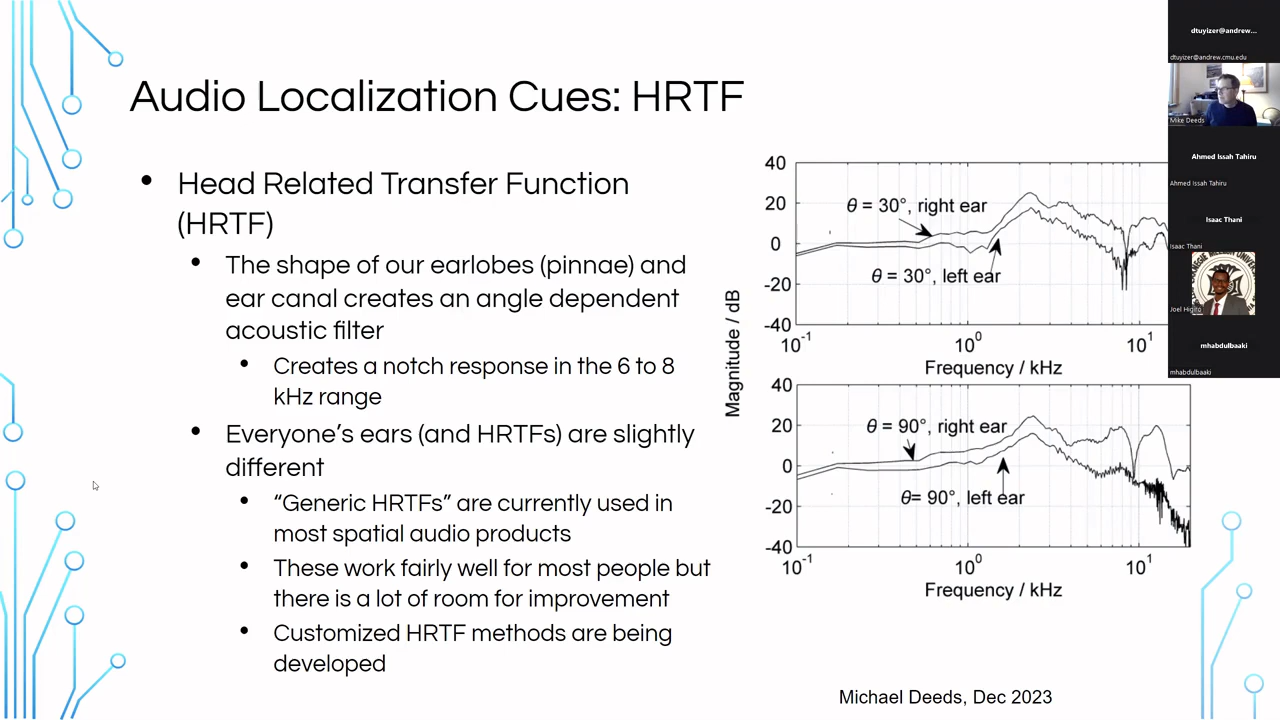 Audio Localization Cues: HRTF
• Head Related Transfer Function
(HRTF)
• The shape of our earlobes (pinnae) and
ear canal creates an angle dependent
acoustic filter
• Creates a notch response in the 6 to 8
kHz range
• Everyone’s ears (and HRTFs) are slightly
different
• “Generic HRTFs” are currently used in
most spatial audio products
• These work fairly well for most people but
there is a lot of room for improvement
• Customized HRTF methods are being
developed
Magnitude / dB
40
20
0
-20
-40
θ = 30°, right ear
θ = 30°, left ear
10⁻¹ 10⁰ 10¹
Frequency / kHz
40
20
0
-20
-40
θ = 90°, right ear
θ= 90°, left ear
10⁻¹ 10⁰ 10¹
Frequency / kHz
Michael Deeds, Dec 2023
dtuyizer@andrew...
dtuyizer@andrew.cmu.edu
Mike Deeds
Ahmed Issah Tahiru
Ahmed Issah Tahiru
Isaac Thani
Isaac Thani
mhabdulbaaki
mhabdulbaaki